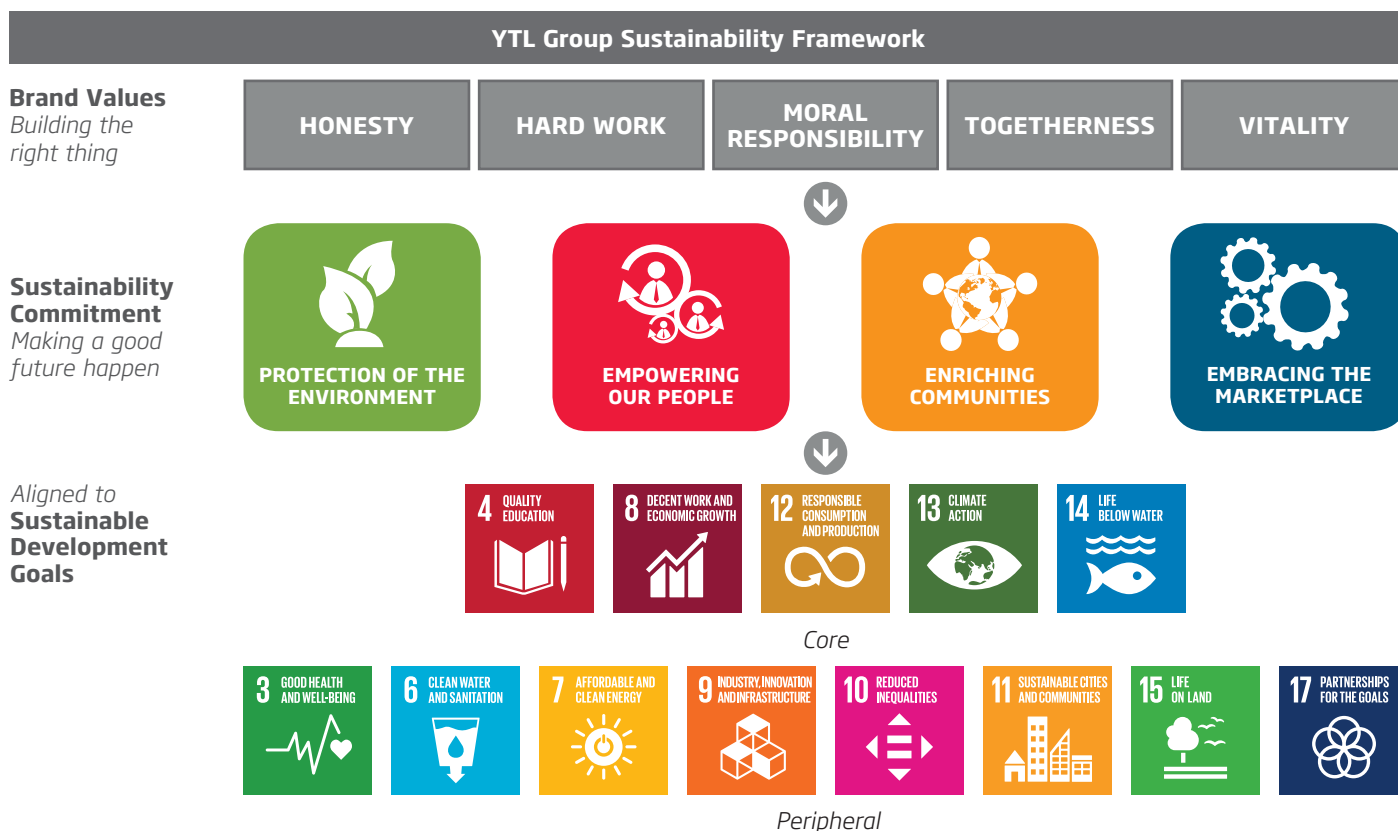 YTL Group Sustainability Framework
Brand Values
Building the
right thing
HONESTY
HARD WORK
MORAL
RESPONSIBILITY
TOGETHERNESS
VITALITY
Sustainability
Commitment
Making a good
future happen
PROTECTION OF THE
ENVIRONMENT
EMPOWERING
OUR PEOPLE
ENRICHING
COMMUNITIES
EMBRACING THE
MARKETPLACE
Aligned to
Sustainable
Development
Goals
4 QUALITY
EDUCATION
8 DECENT WORK AND
ECONOMIC GROWTH
12 RESPONSIBLE
CONSUMPTION
AND PRODUCTION
13 CLIMATE
ACTION
14 LIFE
BELOW WATER
Core
3 GOOD HEALTH
AND WELL-BEING
6 CLEAN WATER
AND SANITATION
7 AFFORDABLE AND
CLEAN ENERGY
9 INDUSTRY, INNOVATION
AND INFRASTRUCTURE
10 REDUCED
INEQUALITIES
11 SUSTAINABLE CITIES
AND COMMUNITIES
15 LIFE
ON LAND
17 PARTNERSHIPS
FOR THE GOALS
Peripheral